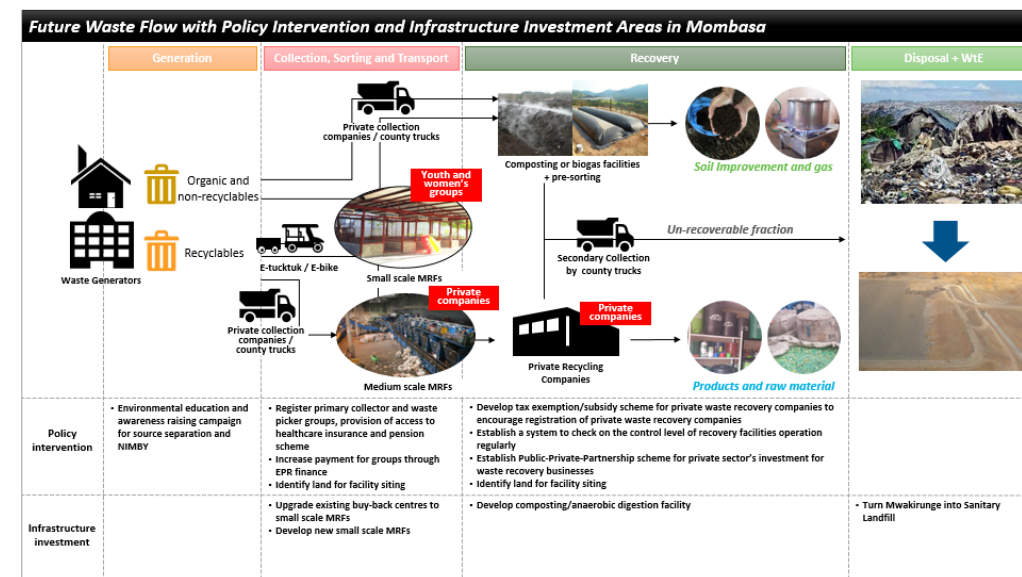 Future Waste Flow with Policy Intervention and Infrastructure Investment Areas in Mombasa
Generation
Collection, Sorting and Transport
Recovery
Disposal + WtE
Private collection
companies / county trucks
Organic and
non-recyclables
Youth and
women's
groups
Composting or biogas facilities
+ pre-sorting
Soil Improvement and gas
Recyclables
Waste Generators
E-tucktuk / E-bike
Small scale MRFs
Un-recoverable fraction
Secondary Collection
by county trucks
Private collection
companies /
county trucks
Private
companies
Medium scale MRFs
Private
companies
Private Recycling
Companies
Products and raw material
Policy
intervention
• Environmental education and
awareness raising campaign
for source separation and
NIMBY
• Register primary collector and waste
picker groups, provision of access to
healthcare insurance and pension
scheme
• Increase payment for groups through
EPR finance
• Identify land for facility siting
• Develop tax exemption/subsidy scheme for private waste recovery companies to
encourage registration of private waste recovery companies
• Establish a system to check on the control level of recovery facilities operation
regularly
• Establish Public-Private-Partnership scheme for private sector's investment for
waste recovery businesses
• Identify land for facility siting
Infrastructure
investment
• Upgrade existing buy-back centres to
small scale MRFs
• Develop new small scale MRFs
• Develop composting/anaerobic digestion facility
• Turn Mwakirunge into Sanitary
Landfill